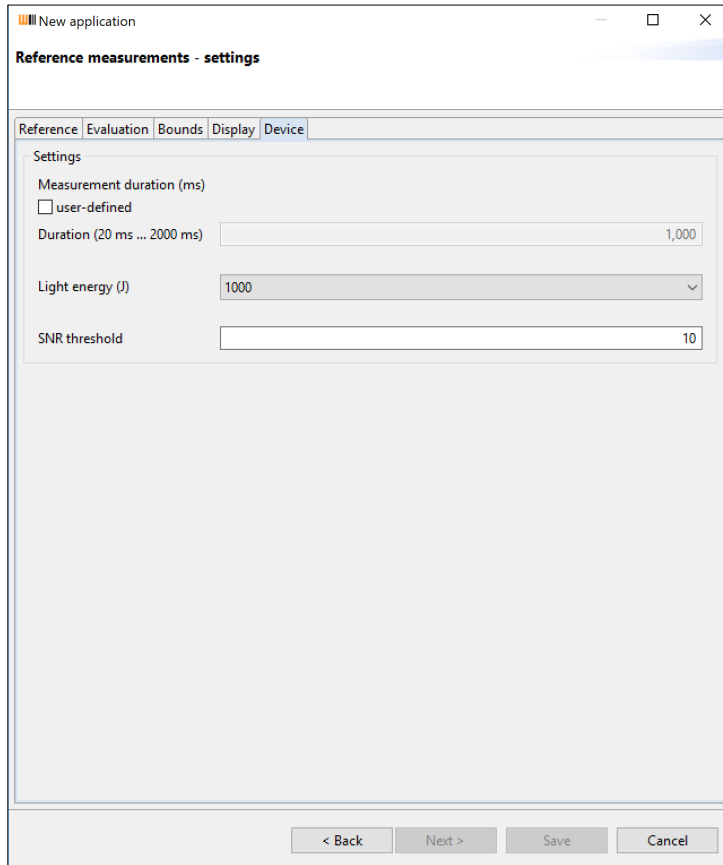 New application
Reference measurements - settings
Reference Evaluation Bounds Display Device
Settings
Measurement duration (ms)
user-defined
Duration (20 ms ... 2000 ms) 1,000
Light energy (J) 1000
SNR threshold 10
< Back Next > Save Cancel